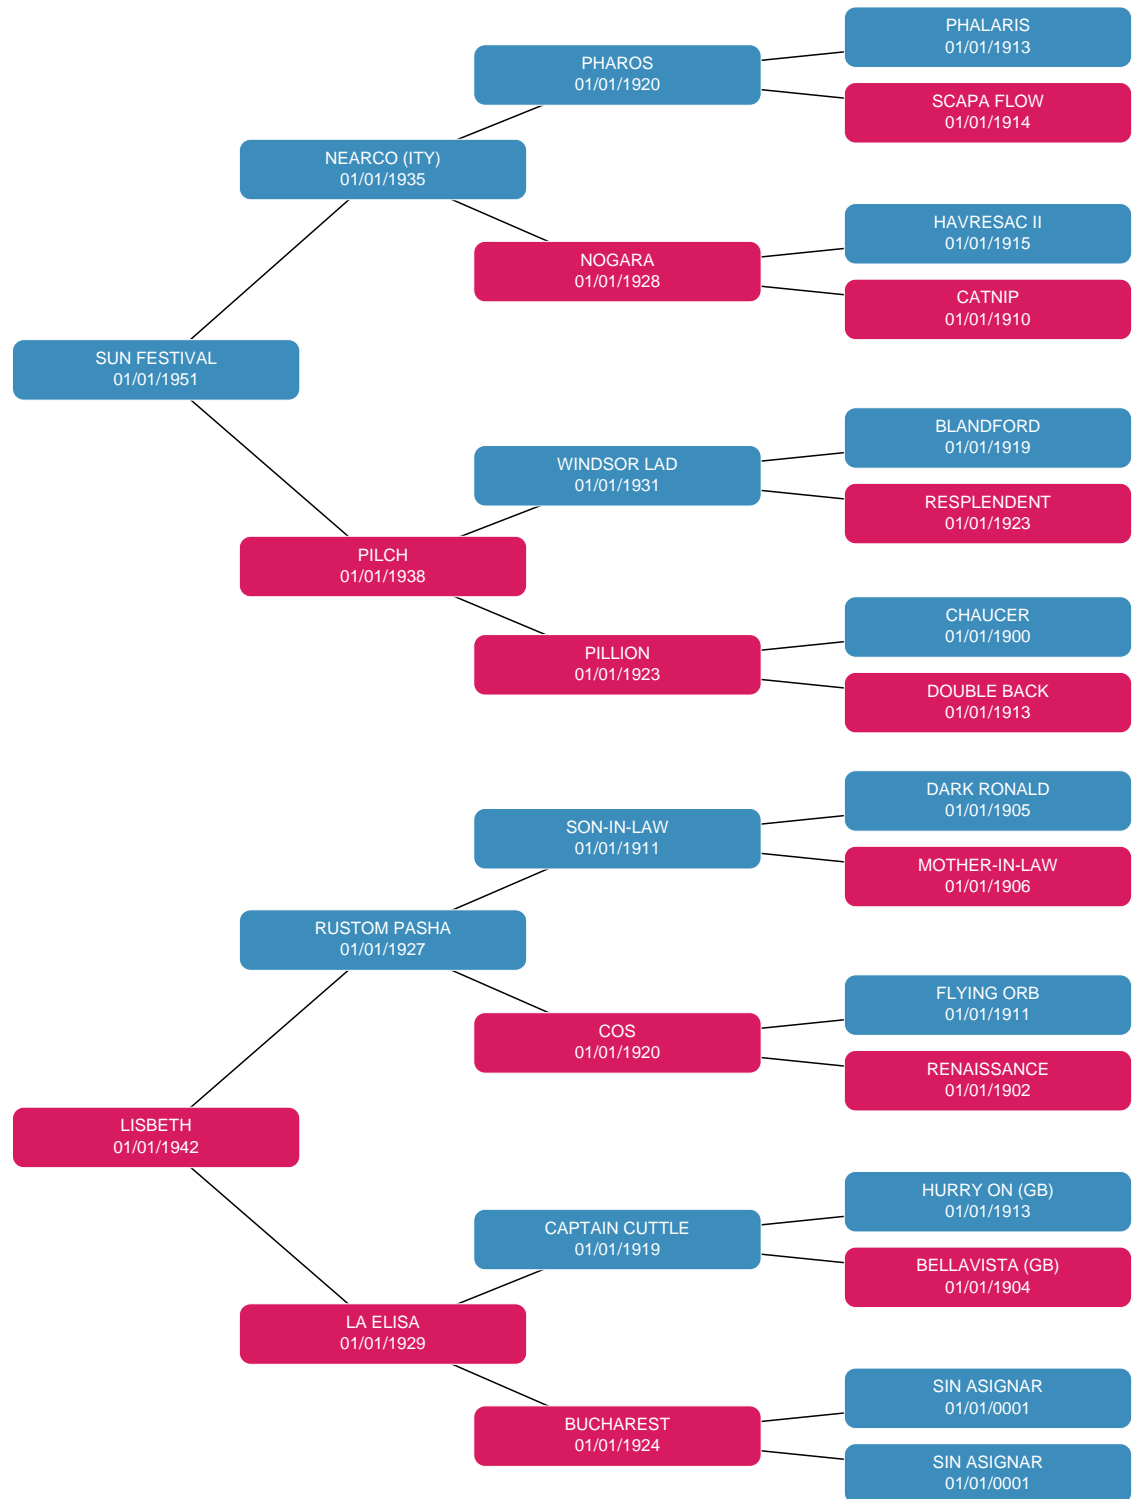 PHALARIS
01/01/1913
PHAROS
01/01/1920
SCAPA FLOW
01/01/1914
NEARCO (ITY)
01/01/1935
HAVRESAC II
01/01/1915
NOGARA
01/01/1928
CATNIP
01/01/1910
SUN FESTIVAL
01/01/1951
BLANDFORD
01/01/1919
WINDSOR LAD
01/01/1931
RESPLENDENT
01/01/1923
PILCH
01/01/1938
CHAUCER
01/01/1900
PILLION
01/01/1923
DOUBLE BACK
01/01/1913
DARK RONALD
01/01/1905
SON-IN-LAW
01/01/1911
MOTHER-IN-LAW
01/01/1906
RUSTOM PASHA
01/01/1927
FLYING ORB
01/01/1911
COS
01/01/1920
RENAISSANCE
01/01/1902
LISBETH
01/01/1942
HURRY ON (GB)
01/01/1913
CAPTAIN CUTTLE
01/01/1919
BELLAVISTA (GB)
01/01/1904
LA ELISA
01/01/1929
SIN ASIGNAR
01/01/0001
BUCHAREST
01/01/1924
SIN ASIGNAR
01/01/0001